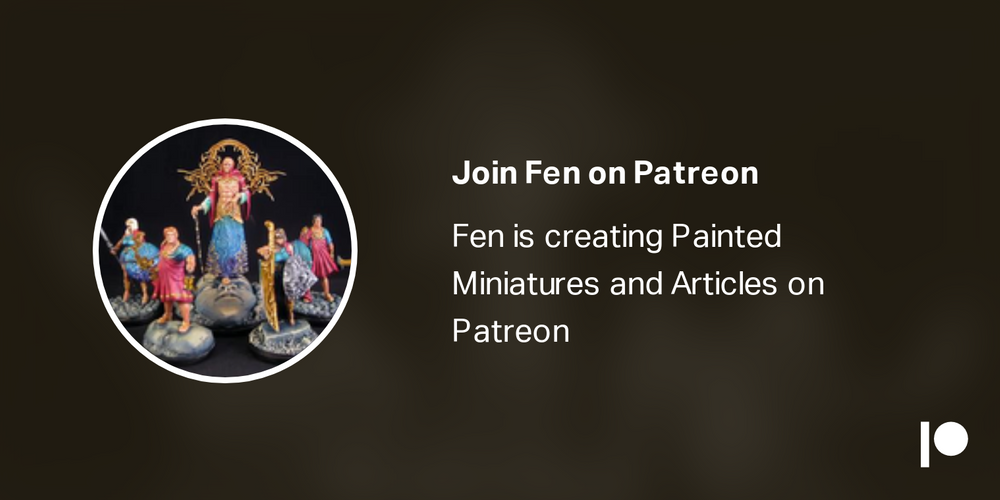 Join Fen on Patreon
Fen is creating Painted
Miniatures and Articles on
Patreon